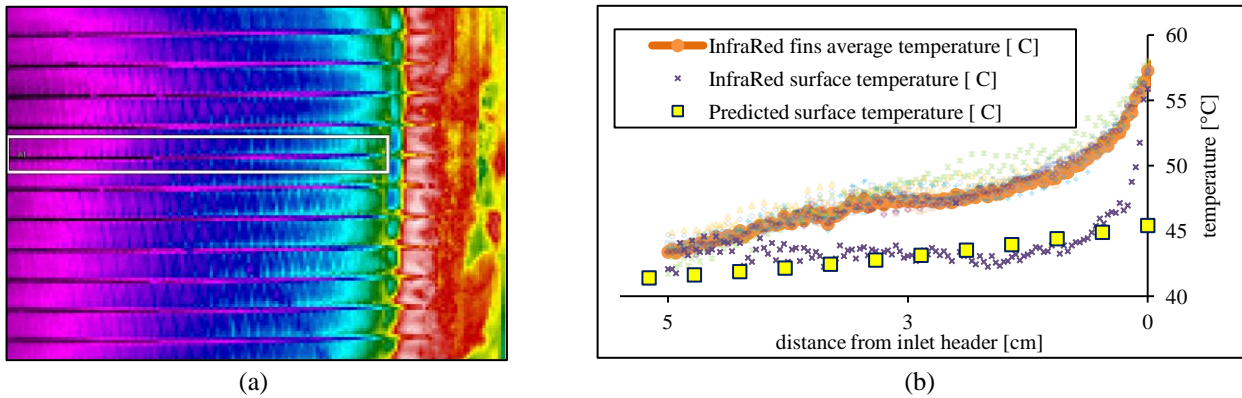 InfraRed fins average temperature [ C]
InfraRed surface temperature [ C]
Predicted surface temperature [ C]
60
55
50
45
40
temperature [°C]
5
3
0
distance from inlet header [cm]
(a)
(b)